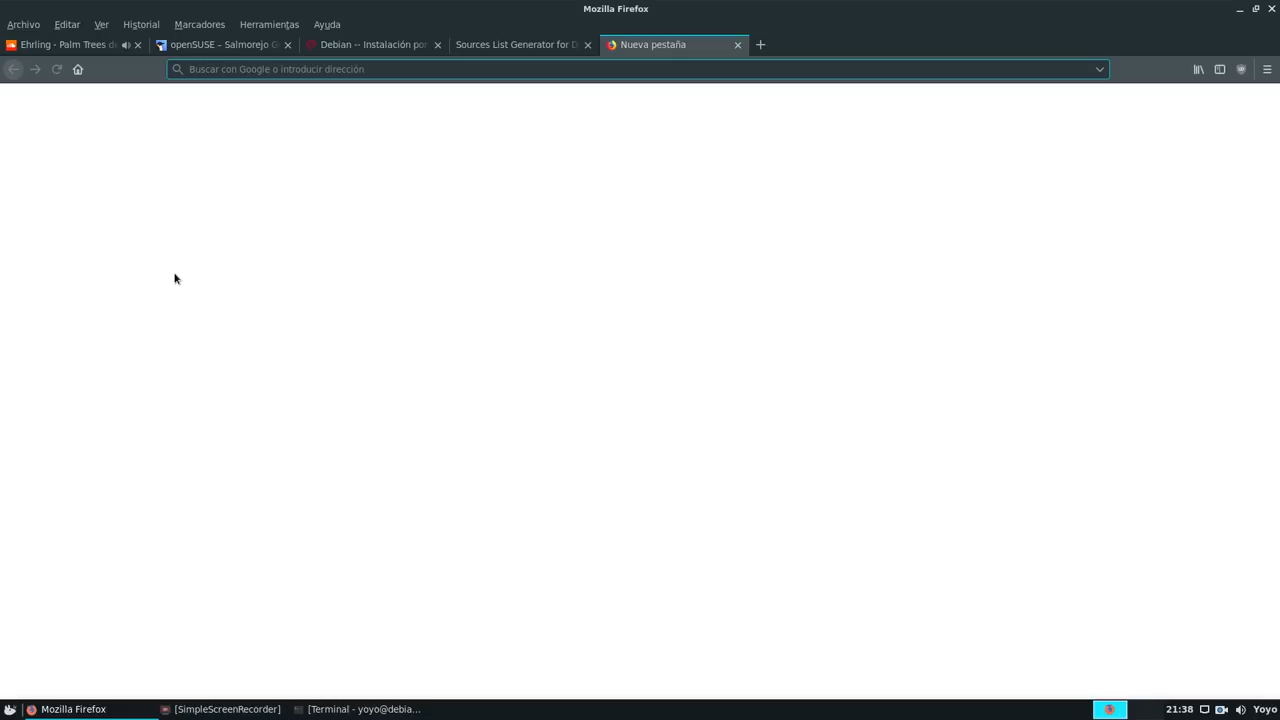 Mozilla Firefox
Archivo Editar Ver Historial Marcadores Herramientas Ayuda
Ehrling - Palm Trees openSUSE – Salmorejo G Debian -- Instalación por Sources List Generator for D Nueva pestaña
Buscar con Google o introducir dirección
Mozilla Firefox [SimpleScreenRecorder] [Terminal - yoyo@debia... 21:38 Yoyo